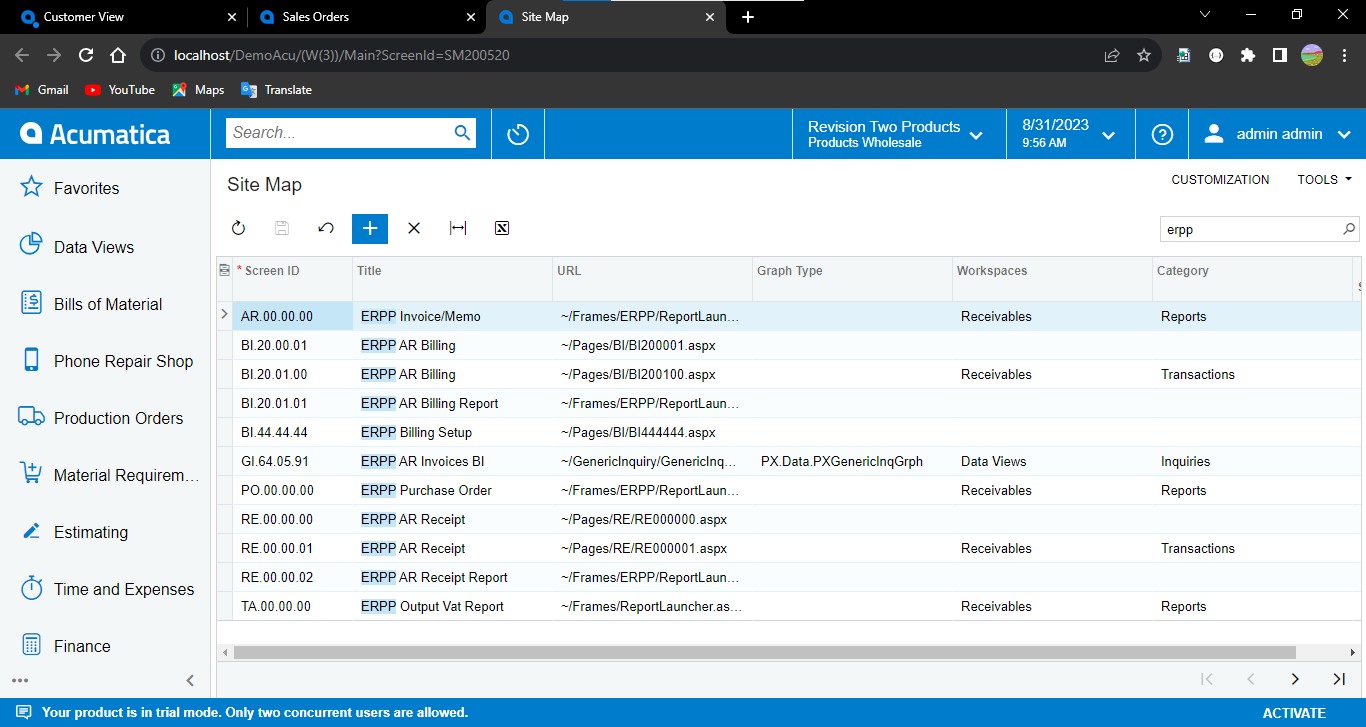 Customer View
Sales Orders
Site Map
localhost/DemoAcu/(W(3))/Main?ScreenId=SM200520
Gmail
YouTube
Maps
Translate
Acumatica
Search...
Revision Two Products
Products Wholesale
8/31/2023
9:56 AM
admin admin
Favorites
Data Views
Bills of Material
Phone Repair Shop
Production Orders
Material Requirem...
Estimating
Time and Expenses
Finance
Site Map
CUSTOMIZATION
TOOLS
erpp
* Screen ID Title URL Graph Type Workspaces Category
AR.00.00.00 ERPP Invoice/Memo ~/Frames/ERPP/ReportLaun... Receivables Reports
BI.20.00.01 ERPP AR Billing ~/Pages/BI/BI200001.aspx
BI.20.01.00 ERPP AR Billing ~/Pages/BI/BI200100.aspx Receivables Transactions
BI.20.01.01 ERPP AR Billing Report ~/Frames/ERPP/ReportLaun...
BI.44.44.44 ERPP Billing Setup ~/Pages/BI/BI444444.aspx
GI.64.05.91 ERPP AR Invoices BI ~/GenericInquiry/GenericInq... PX.Data.PXGenericInqGrph Data Views Inquiries
PO.00.00.00 ERPP Purchase Order ~/Frames/ERPP/ReportLaun... Receivables Reports
RE.00.00.00 ERPP AR Receipt ~/Pages/RE/RE000000.aspx
RE.00.00.01 ERPP AR Receipt ~/Pages/RE/RE000001.aspx Receivables Transactions
RE.00.00.02 ERPP AR Receipt Report ~/Frames/ERPP/ReportLaun...
TA.00.00.00 ERPP Output Vat Report ~/Frames/ReportLauncher.as... Receivables Reports
Your product is in trial mode. Only two concurrent users are allowed.
ACTIVATE